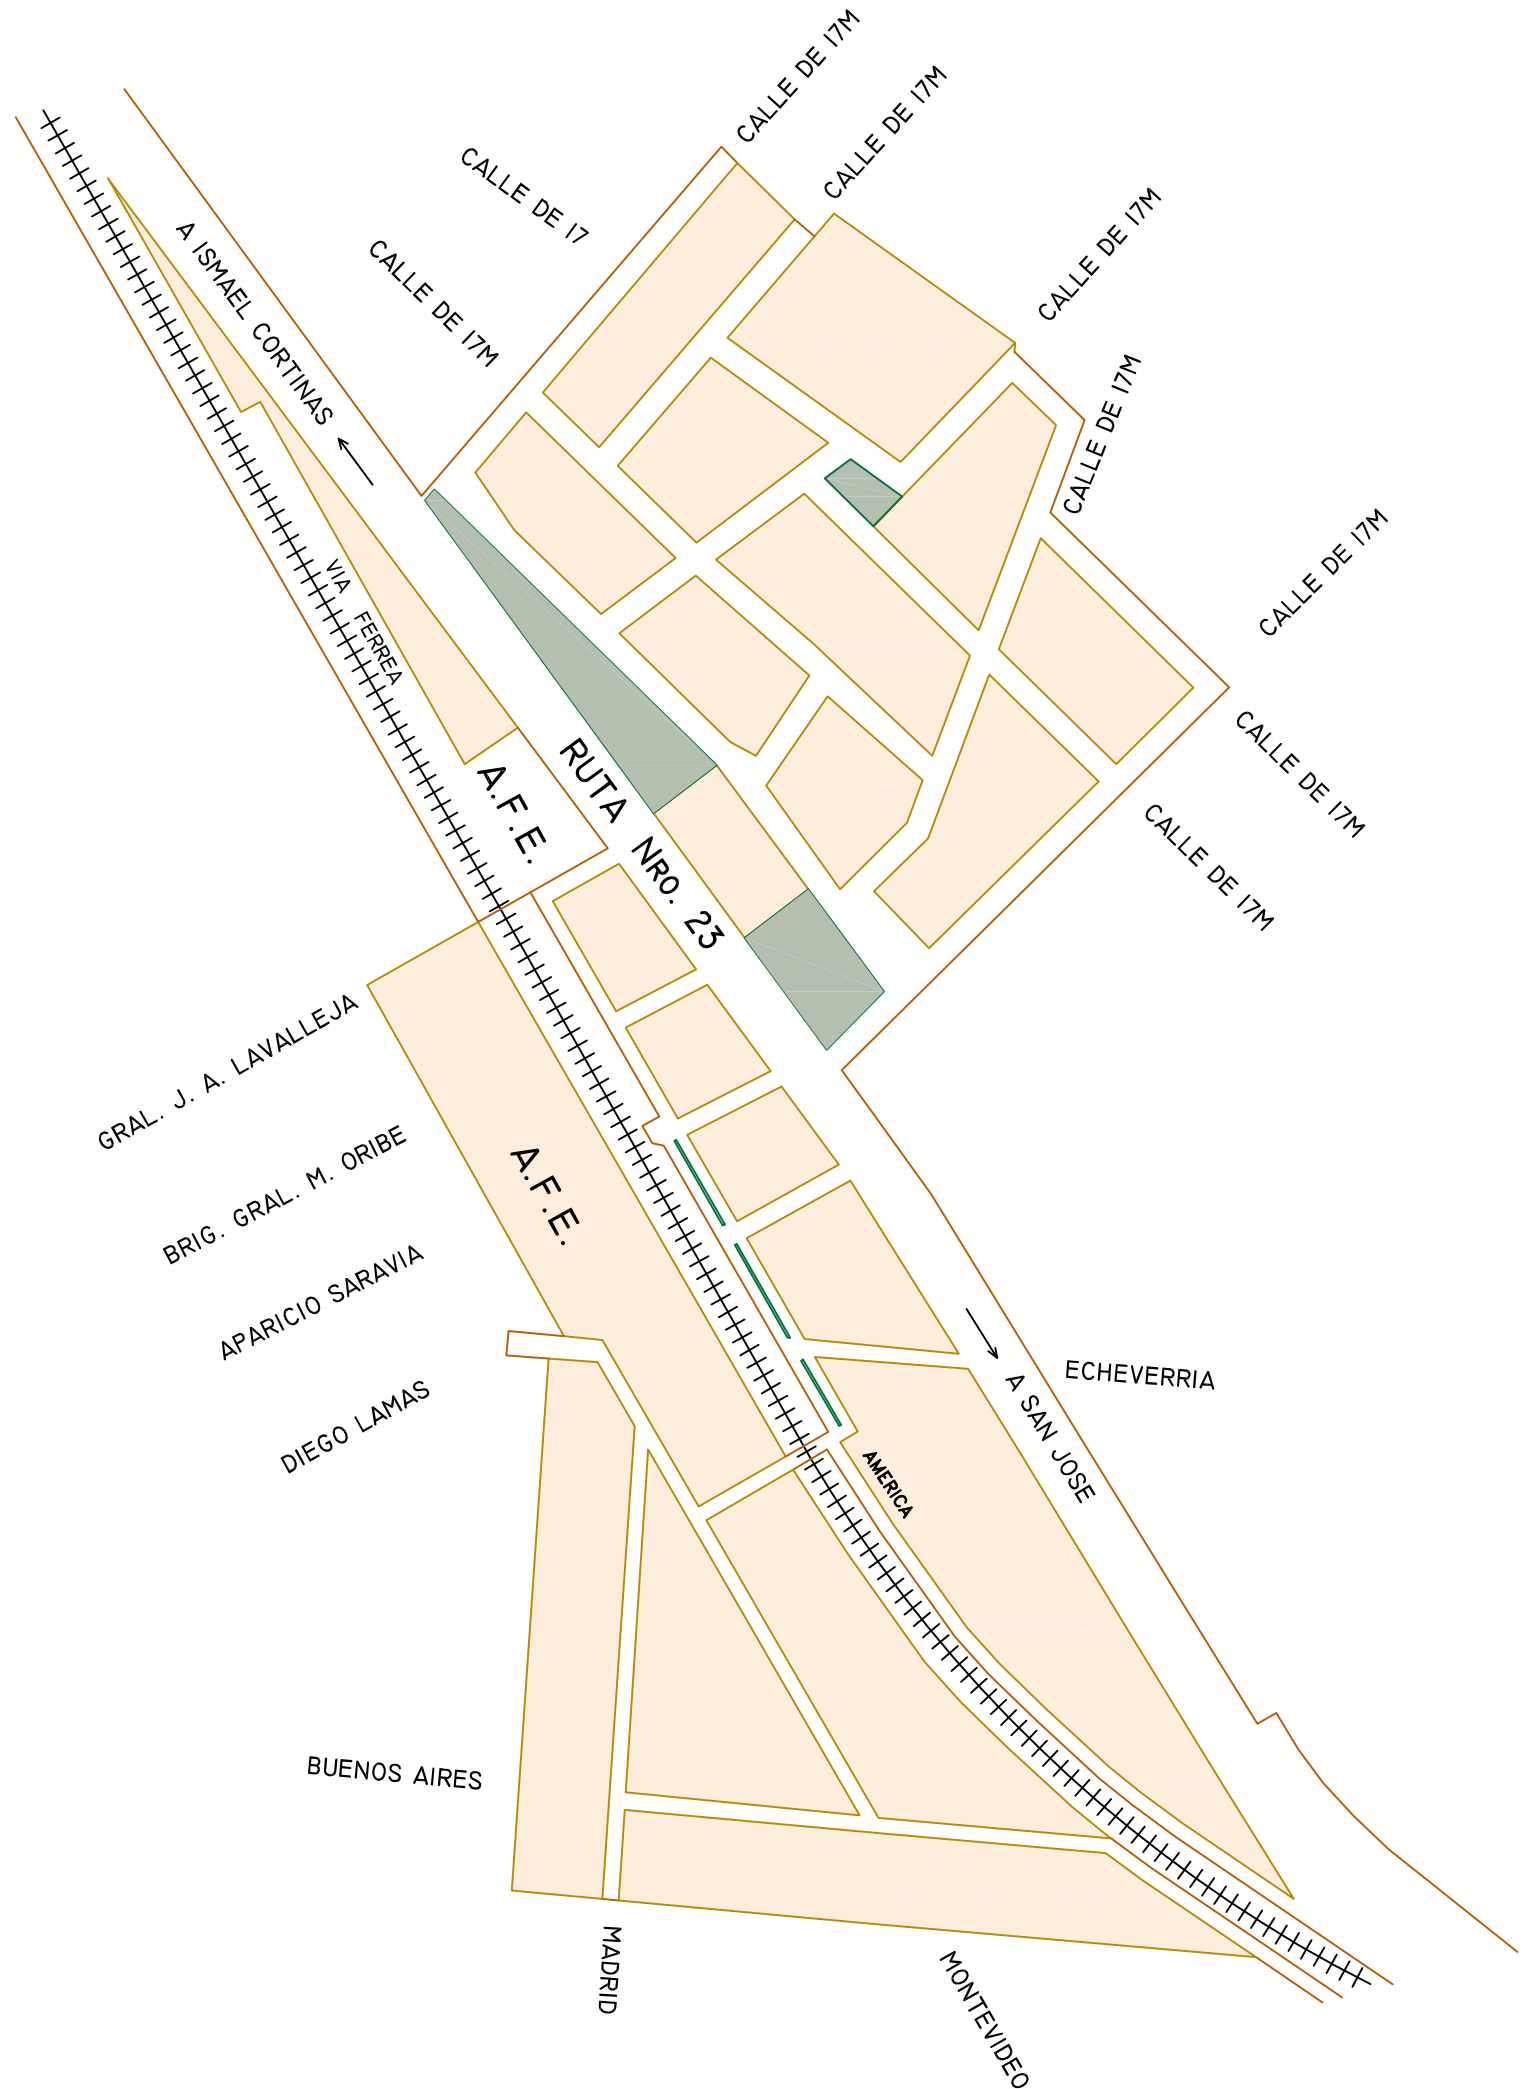 CALLE DE 17M
CALLE DE 17M
CALLE DE 17
CALLE DE 17M
CALLE DE 17M
A ISMAEL CORTINAS
CALLE DE 17M
CALLE DE 17M
VIA FERREA
CALLE DE 17M
CALLE DE 17M
A.F.E.
RUTA NRO. 23
GRAL. J. A. LAVALLEJA
BRIG. GRAL. M. ORIBE
A.F.E.
APARICIO SARAVIA
DIEGO LAMAS
ECHEVERRIA
A SAN JOSE
AMERICA
BUENOS AIRES
MADRID
MONTEVIDEO